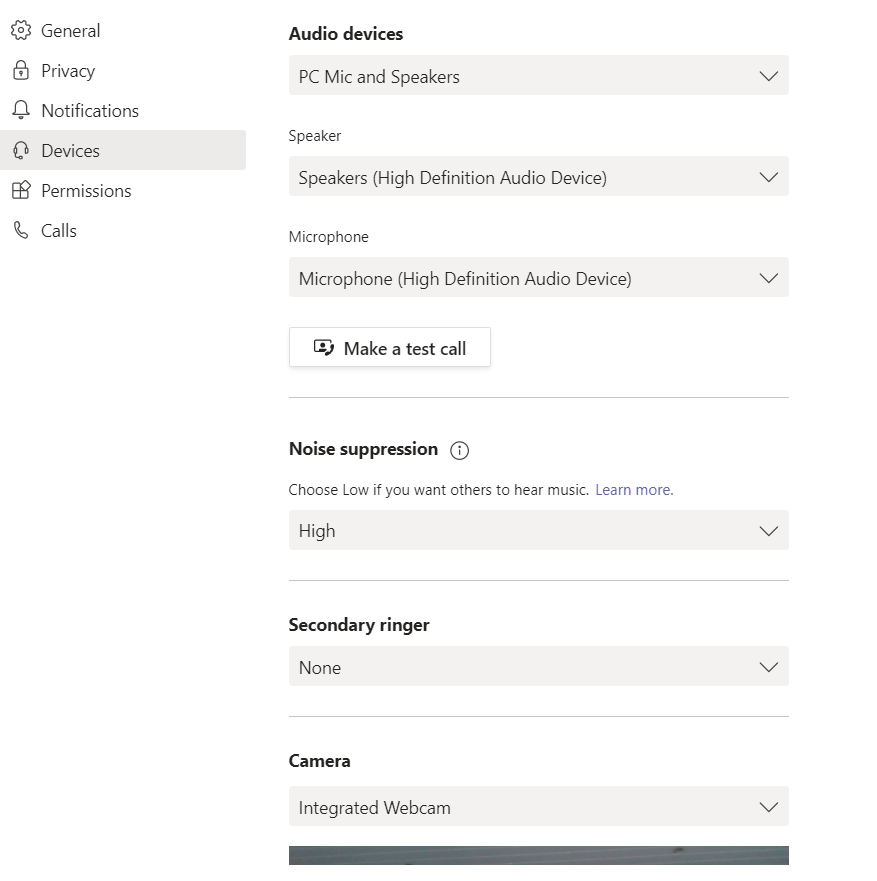 General
Privacy
Notifications
Devices
Permissions
Calls
Audio devices
PC Mic and Speakers
Speaker
Speakers (High Definition Audio Device)
Microphone
Microphone (High Definition Audio Device)
Make a test call
Noise suppression
Choose Low if you want others to hear music. Learn more.
High
Secondary ringer
None
Camera
Integrated Webcam